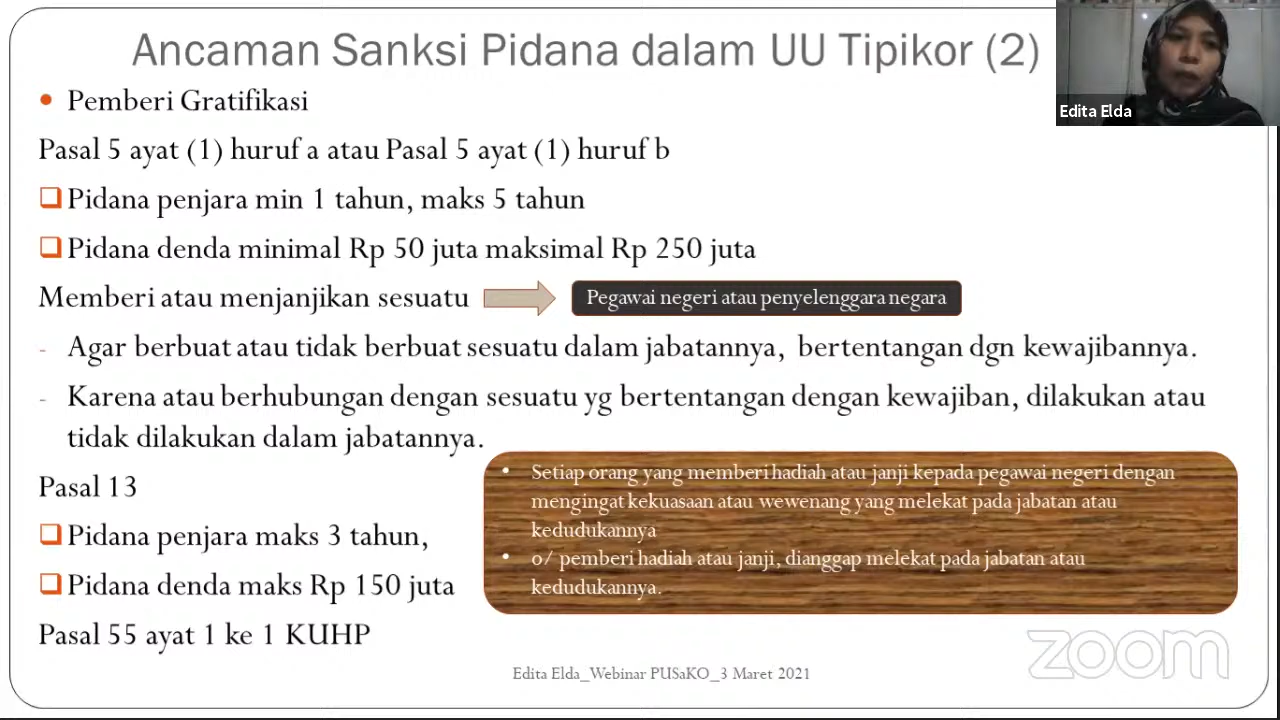 Ancaman Sanksi Pidana dalam UU Tipikor (2)
Edita Elda
• Pemberi Gratifikasi
Pasal 5 ayat (1) huruf a atau Pasal 5 ayat (1) huruf b
❑ Pidana penjara min 1 tahun, maks 5 tahun
❑ Pidana denda minimal Rp 50 juta maksimal Rp 250 juta
Memberi atau menjanjikan sesuatu
Pegawai negeri atau penyelenggara negara
- Agar berbuat atau tidak berbuat sesuatu dalam jabatannya, bertentangan dgn kewajibannya.
- Karena atau berhubungan dengan sesuatu yg bertentangan dengan kewajiban, dilakukan atau
tidak dilakukan dalam jabatannya.
Pasal 13
❑ Pidana penjara maks 3 tahun,
❑ Pidana denda maks Rp 150 juta
Pasal 55 ayat 1 ke 1 KUHP
• Setiap orang yang memberi hadiah atau janji kepada pegawai negeri dengan
mengingat kekuasaan atau wewenang yang melekat pada jabatan atau
kedudukannya
• o/ pemberi hadiah atau janji, dianggap melekat pada jabatan atau
kedudukannya.
zoom
Edita Elda_Webinar PUSaKO_3 Maret 2021